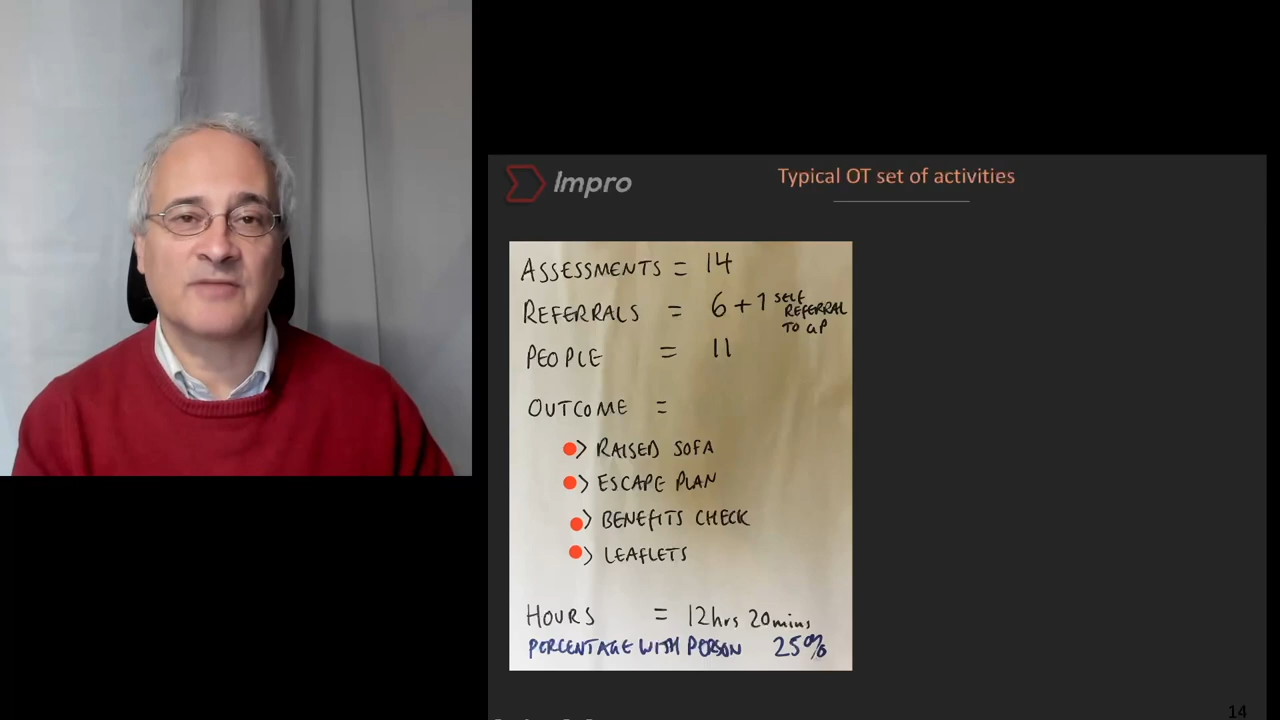 Impro
Typical OT set of activities
ASSESSMENTS = 14
REFERRALS = 6 + 1 SELF
REFERRAL
TO GP
PEOPLE = 11
OUTCOME =
> RAISED SOFA
> ESCAPE PLAN
> BENEFITS CHECK
> LEAFLETS
HOURS = 12hrs 20mins
PERCENTAGE WITH PERSON 25%
14